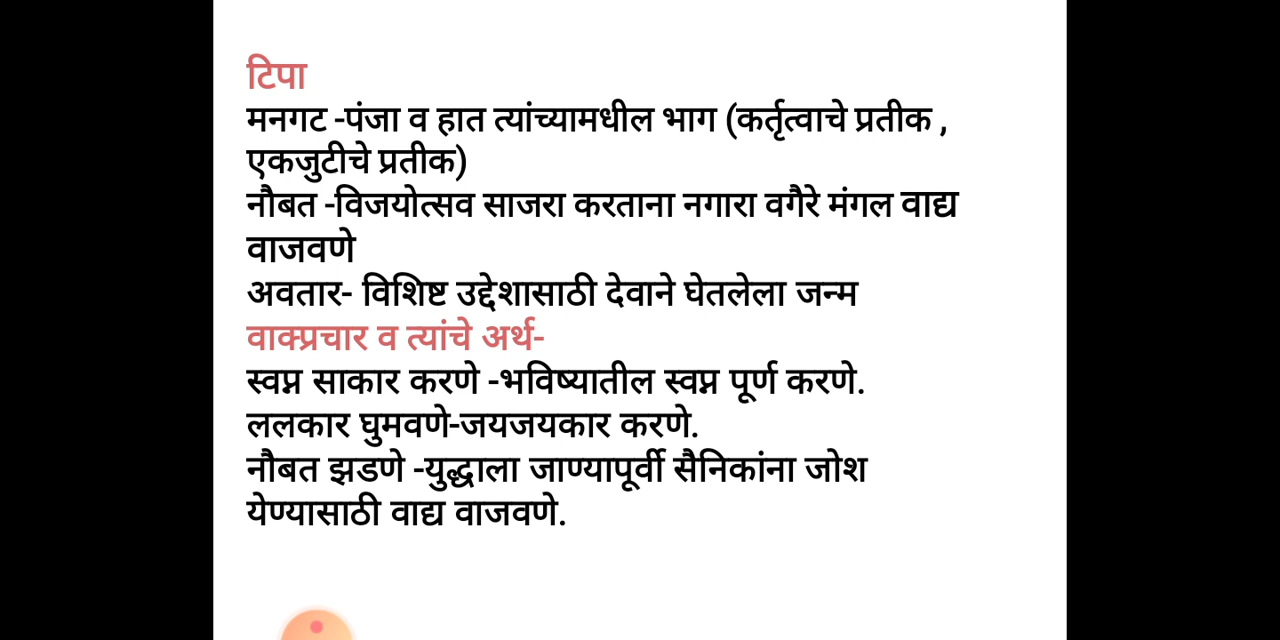 टिपा
मनगट -पंजा व हात त्यांच्यामधील भाग (कर्तृत्वाचे प्रतीक ,
एकजुटीचे प्रतीक)
नौबत -विजयोत्सव साजरा करताना नगारा वगैरे मंगल वाद्य
वाजवणे
अवतार- विशिष्ट उद्देशासाठी देवाने घेतलेला जन्म
वाक्प्रचार व त्यांचे अर्थ-
स्वप्न साकार करणे -भविष्यातील स्वप्न पूर्ण करणे.
ललकार घुमवणे-जयजयकार करणे.
नौबत झडणे -युद्धाला जाण्यापूर्वी सैनिकांना जोश
येण्यासाठी वाद्य वाजवणे.